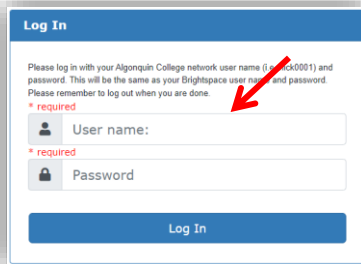 Log In
Please log in with your Algonquin College network user name (i.e. ick0001) and
password. This will be the same as your Brightspace user name and password.
Please remember to log out when you are done.
* required
User name:
* required
Password
Log In